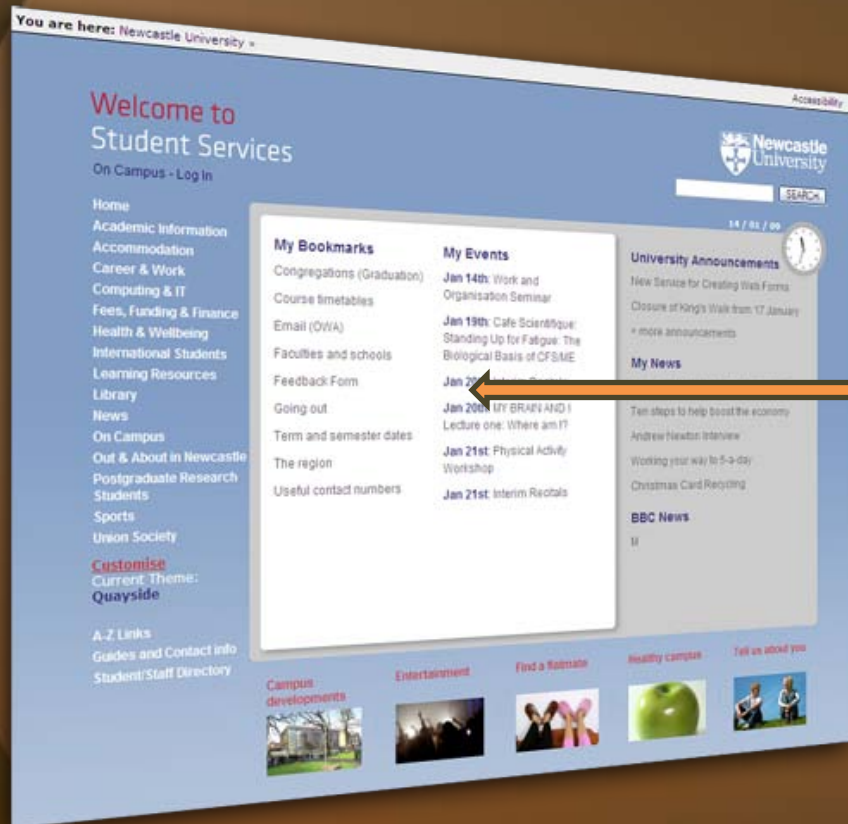 You are here: Newcastle University »
Accessibility
Welcome to
Student Services
On Campus - Log In
Newcastle
University
SEARCH
14 / 01 / 09
Home
Academic Information
Accommodation
Career & Work
Computing & IT
Fees, Funding & Finance
Health & Wellbeing
International Students
Learning Resources
Library
News
On Campus
Out & About in Newcastle
Postgraduate Research
Students
Sports
Union Society
Customise
Current Theme:
Quayside
A-Z Links
Guides and Contact info
Student/Staff Directory
My Bookmarks
Congregations (Graduation)
Course timetables
Email (OWA)
Faculties and schools
Feedback Form
Going out
Term and semester dates
The region
Useful contact numbers
My Events
Jan 14th: Work and
Organisation Seminar
Jan 19th: Cafe Scientifique:
Standing Up for Fatigue: The
Biological Basis of CFS/ME
Jan 20th: MY BRAIN AND I
Lecture one: Where am I?
Jan 21st: Physical Activity
Workshop
Jan 21st: Interim Recitals
University Announcements
New Service for Creating Web Forms
Closure of King's Walk from 17 January
+ more announcements
My News
Ten steps to help boost the economy
Andrew Newton Interview
Working your way to 5-a-day
Christmas Card Recycling
BBC News
Campus
developments
Entertainment
Find a flatmate
Healthy campus
Tell us about you